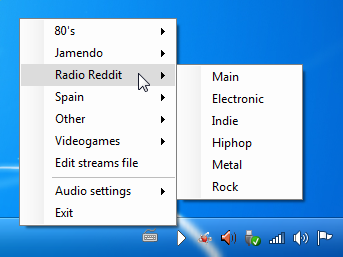 80's
Jamendo
Radio Reddit
Spain
Other
Videogames
Edit streams file
Audio settings
Exit
Main
Electronic
Indie
Hiphop
Metal
Rock